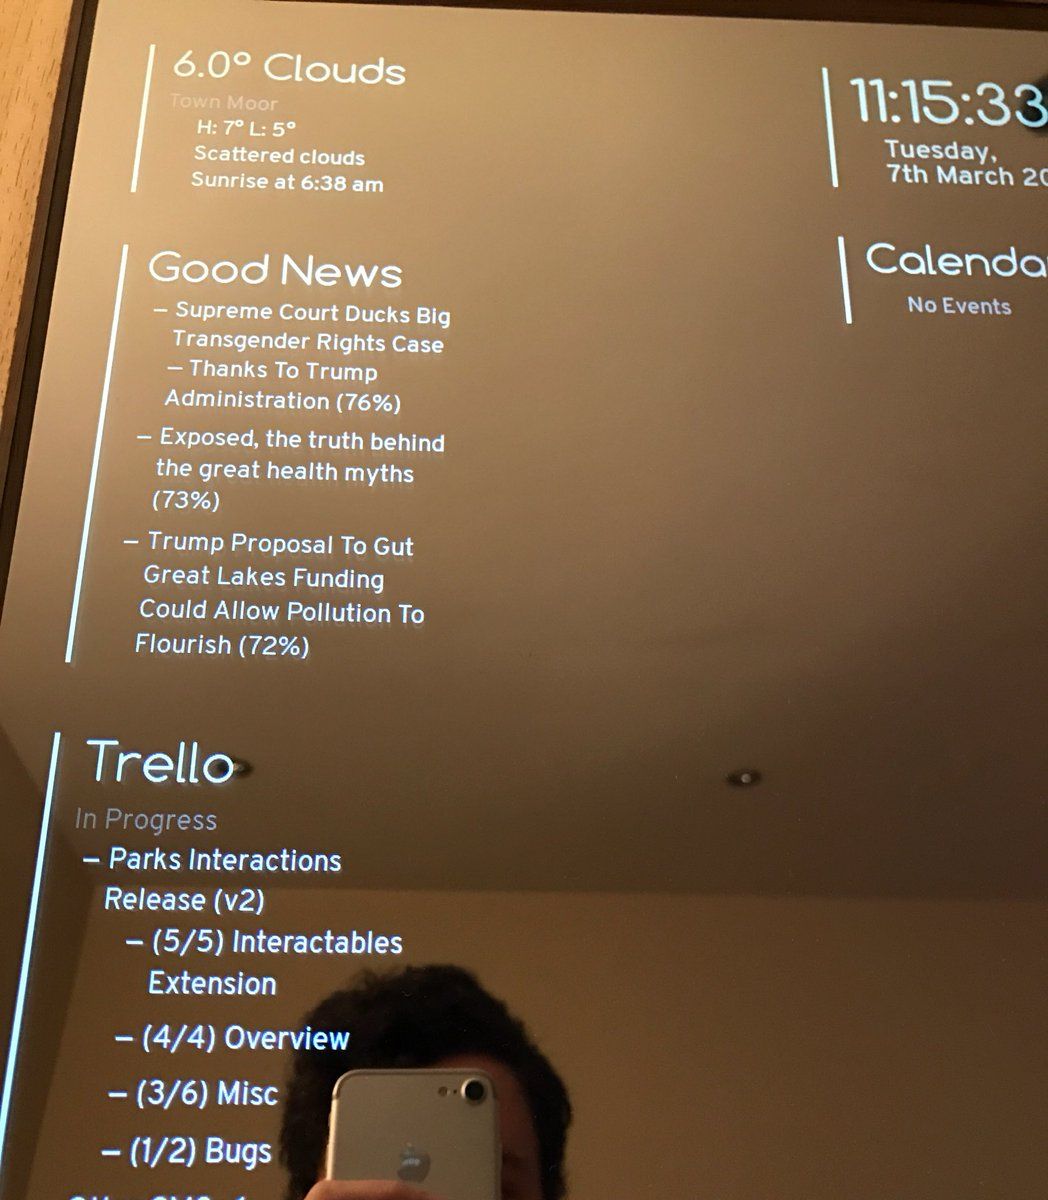 6.0° Clouds
Town Moor
H: 7° L: 5°
Scattered clouds
Sunrise at 6:38 am
11:15:33
Tuesday,
7th March 20
Calenda
No Events
Good News
– Supreme Court Ducks Big
Transgender Rights Case
– Thanks To Trump
Administration (76%)
– Exposed, the truth behind
the great health myths
(73%)
– Trump Proposal To Gut
Great Lakes Funding
Could Allow Pollution To
Flourish (72%)
Trello
In Progress
– Parks Interactions
Release (v2)
– (5/5) Interactables
Extension
– (4/4) Overview
– (3/6) Misc
– (1/2) Bugs